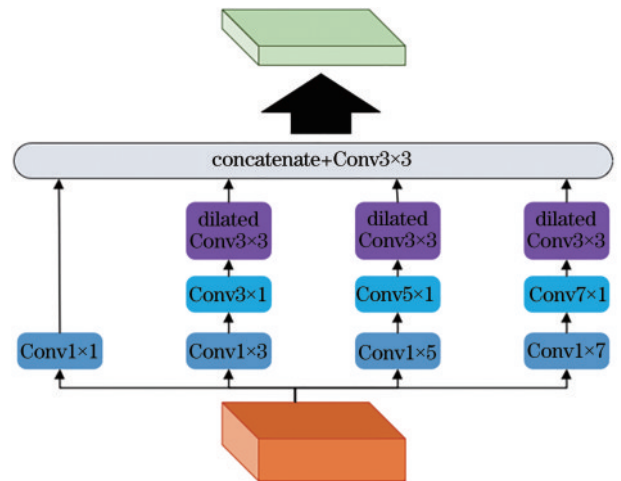 concatenate+Conv3×3
dilated
Conv3×3
dilated
Conv3×3
dilated
Conv3×3
Conv3×1
Conv5×1
Conv7×1
Conv1×1
Conv1×3
Conv1×5
Conv1×7